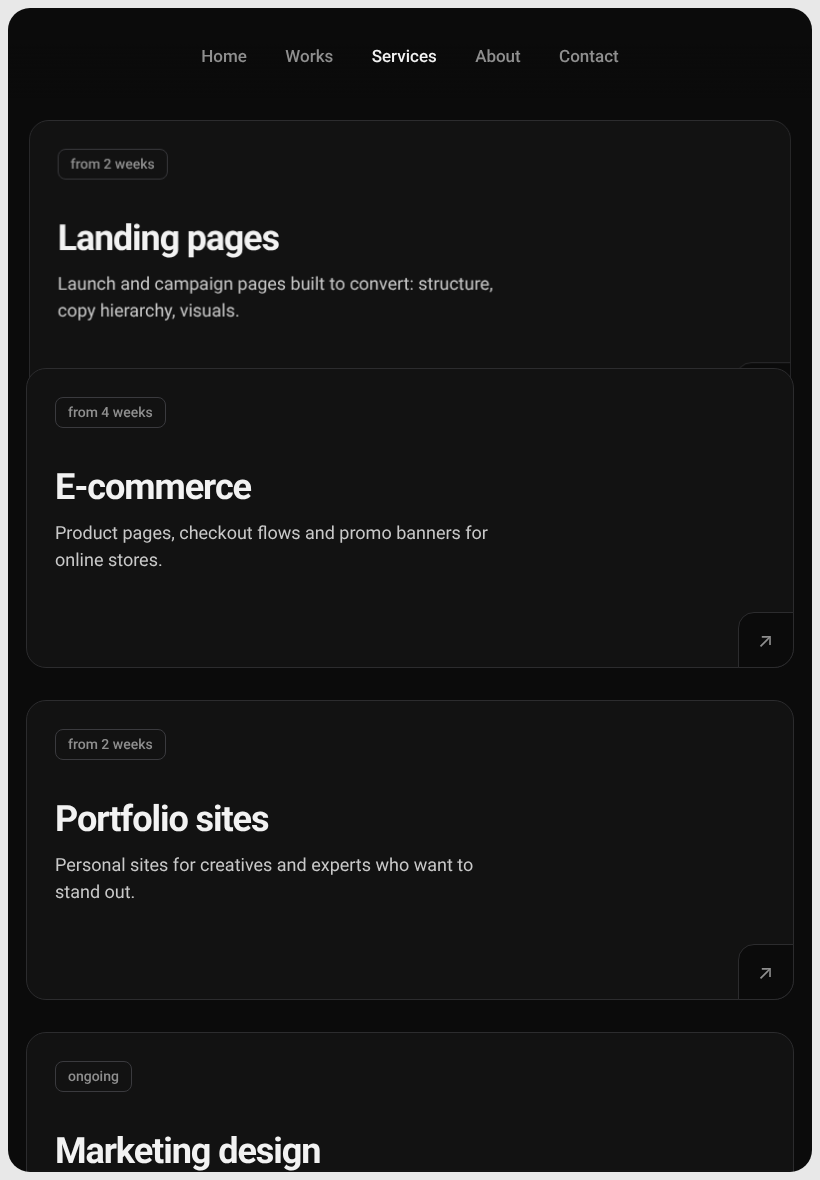 Home Works Services About Contact
from 2 weeks
Landing pages
Launch and campaign pages built to convert: structure,
copy hierarchy, visuals.
from 4 weeks
E-commerce
Product pages, checkout flows and promo banners for
online stores.
from 2 weeks
Portfolio sites
Personal sites for creatives and experts who want to
stand out.
ongoing
Marketing design